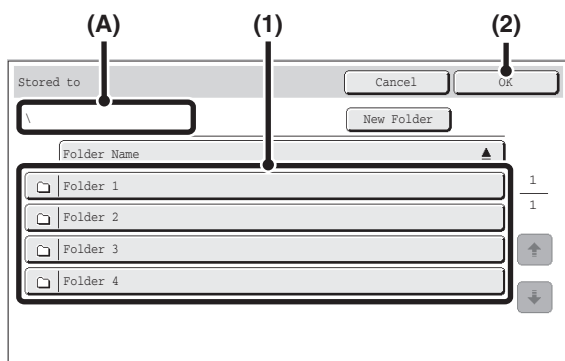 (A) (1) (2)
Stored to Cancel OK
\ New Folder
Folder Name
Folder 1
1
Folder 2
1
Folder 3
Folder 4